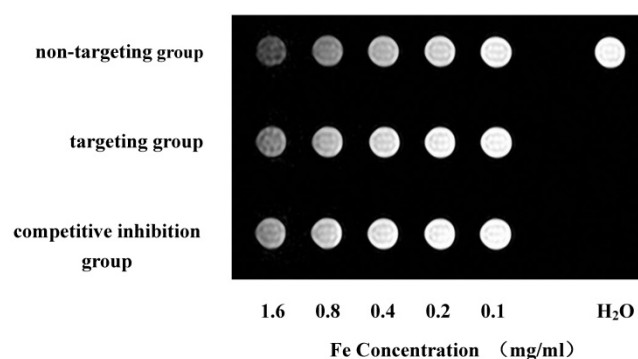 non-targeting group
targeting group
competitive inhibition
group
1.6 0.8 0.4 0.2 0.1 H₂O
Fe Concentration （mg/ml）